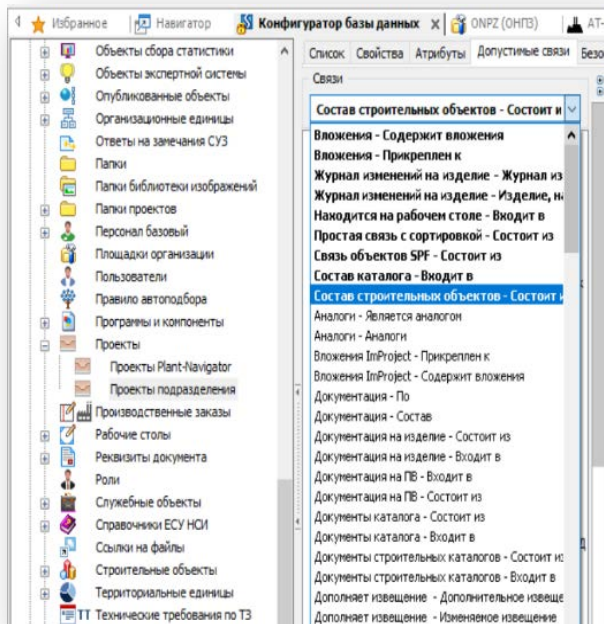 Избранное
Навигатор
Конфигуратор базы данных
ONPZ (ОНПЗ)
AT-
Объекты сбора статистики
Объекты экспертной системы
Опубликованные объекты
Организационные единицы
Ответы на замечания СУЗ
Папки
Папки библиотеки изображений
Папки проектов
Персонал базовый
Площадки организации
Пользователи
Правило автоподбора
Программы и компоненты
Проекты
Проекты Plant-Navigator
Проекты подразделения
Производственные заказы
Рабочие столы
Реквизиты документа
Роли
Служебные объекты
Справочники ЕСУ НСИ
Ссылки на файлы
Строительные объекты
Территориальные единицы
ТТ Технические требования по ТЗ
Список Свойства Атрибуты Допустимые связи Безо
Связи
Состав строительных объектов - Состоит и
Вложения - Содержит вложения
Вложения - Прикреплен к
Журнал изменений на изделие - Журнал из
Журнал изменений на изделие - Изделие, на
Находится на рабочем столе - Входит в
Простая связь с сортировкой - Состоит из
Связь объектов SPF - Состоит из
Состав каталога - Входит в
Состав строительных объектов - Состоит и
Аналоги - Является аналогом
Аналоги - Аналоги
Вложения ImProject - Прикреплен к
Вложения ImProject - Содержит вложения
Документация - По
Документация - Состав
Документация на изделие - Состоит из
Документация на изделие - Входит в
Документация на ПВ - Входит в
Документация на ПВ - Состоит из
Документы каталога - Состоит из
Документы каталога - Входит в
Документы строительных каталогов - Состоит из
Документы строительных каталогов - Входит в
Дополняет извещение - Дополнительное извеще
Дополняет извещение - Изменяемое извещение